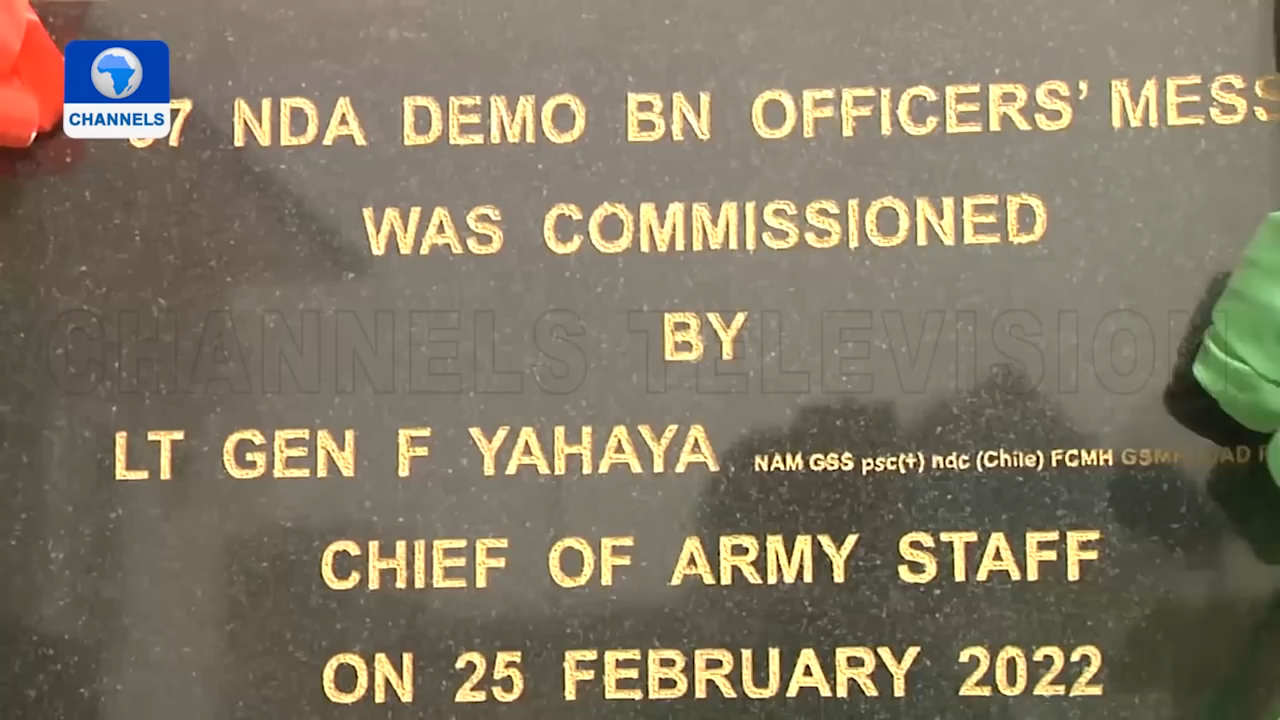 CHANNELS
NDA DEMO BN OFFICERS' MESS
WAS COMMISSIONED
BY
CHANNELS TELEVISION
LT GEN F YAHAYA NAM GSS psc(+) ndc (Chile) FCMH
CHIEF OF ARMY STAFF
ON 25 FEBRUARY 2022